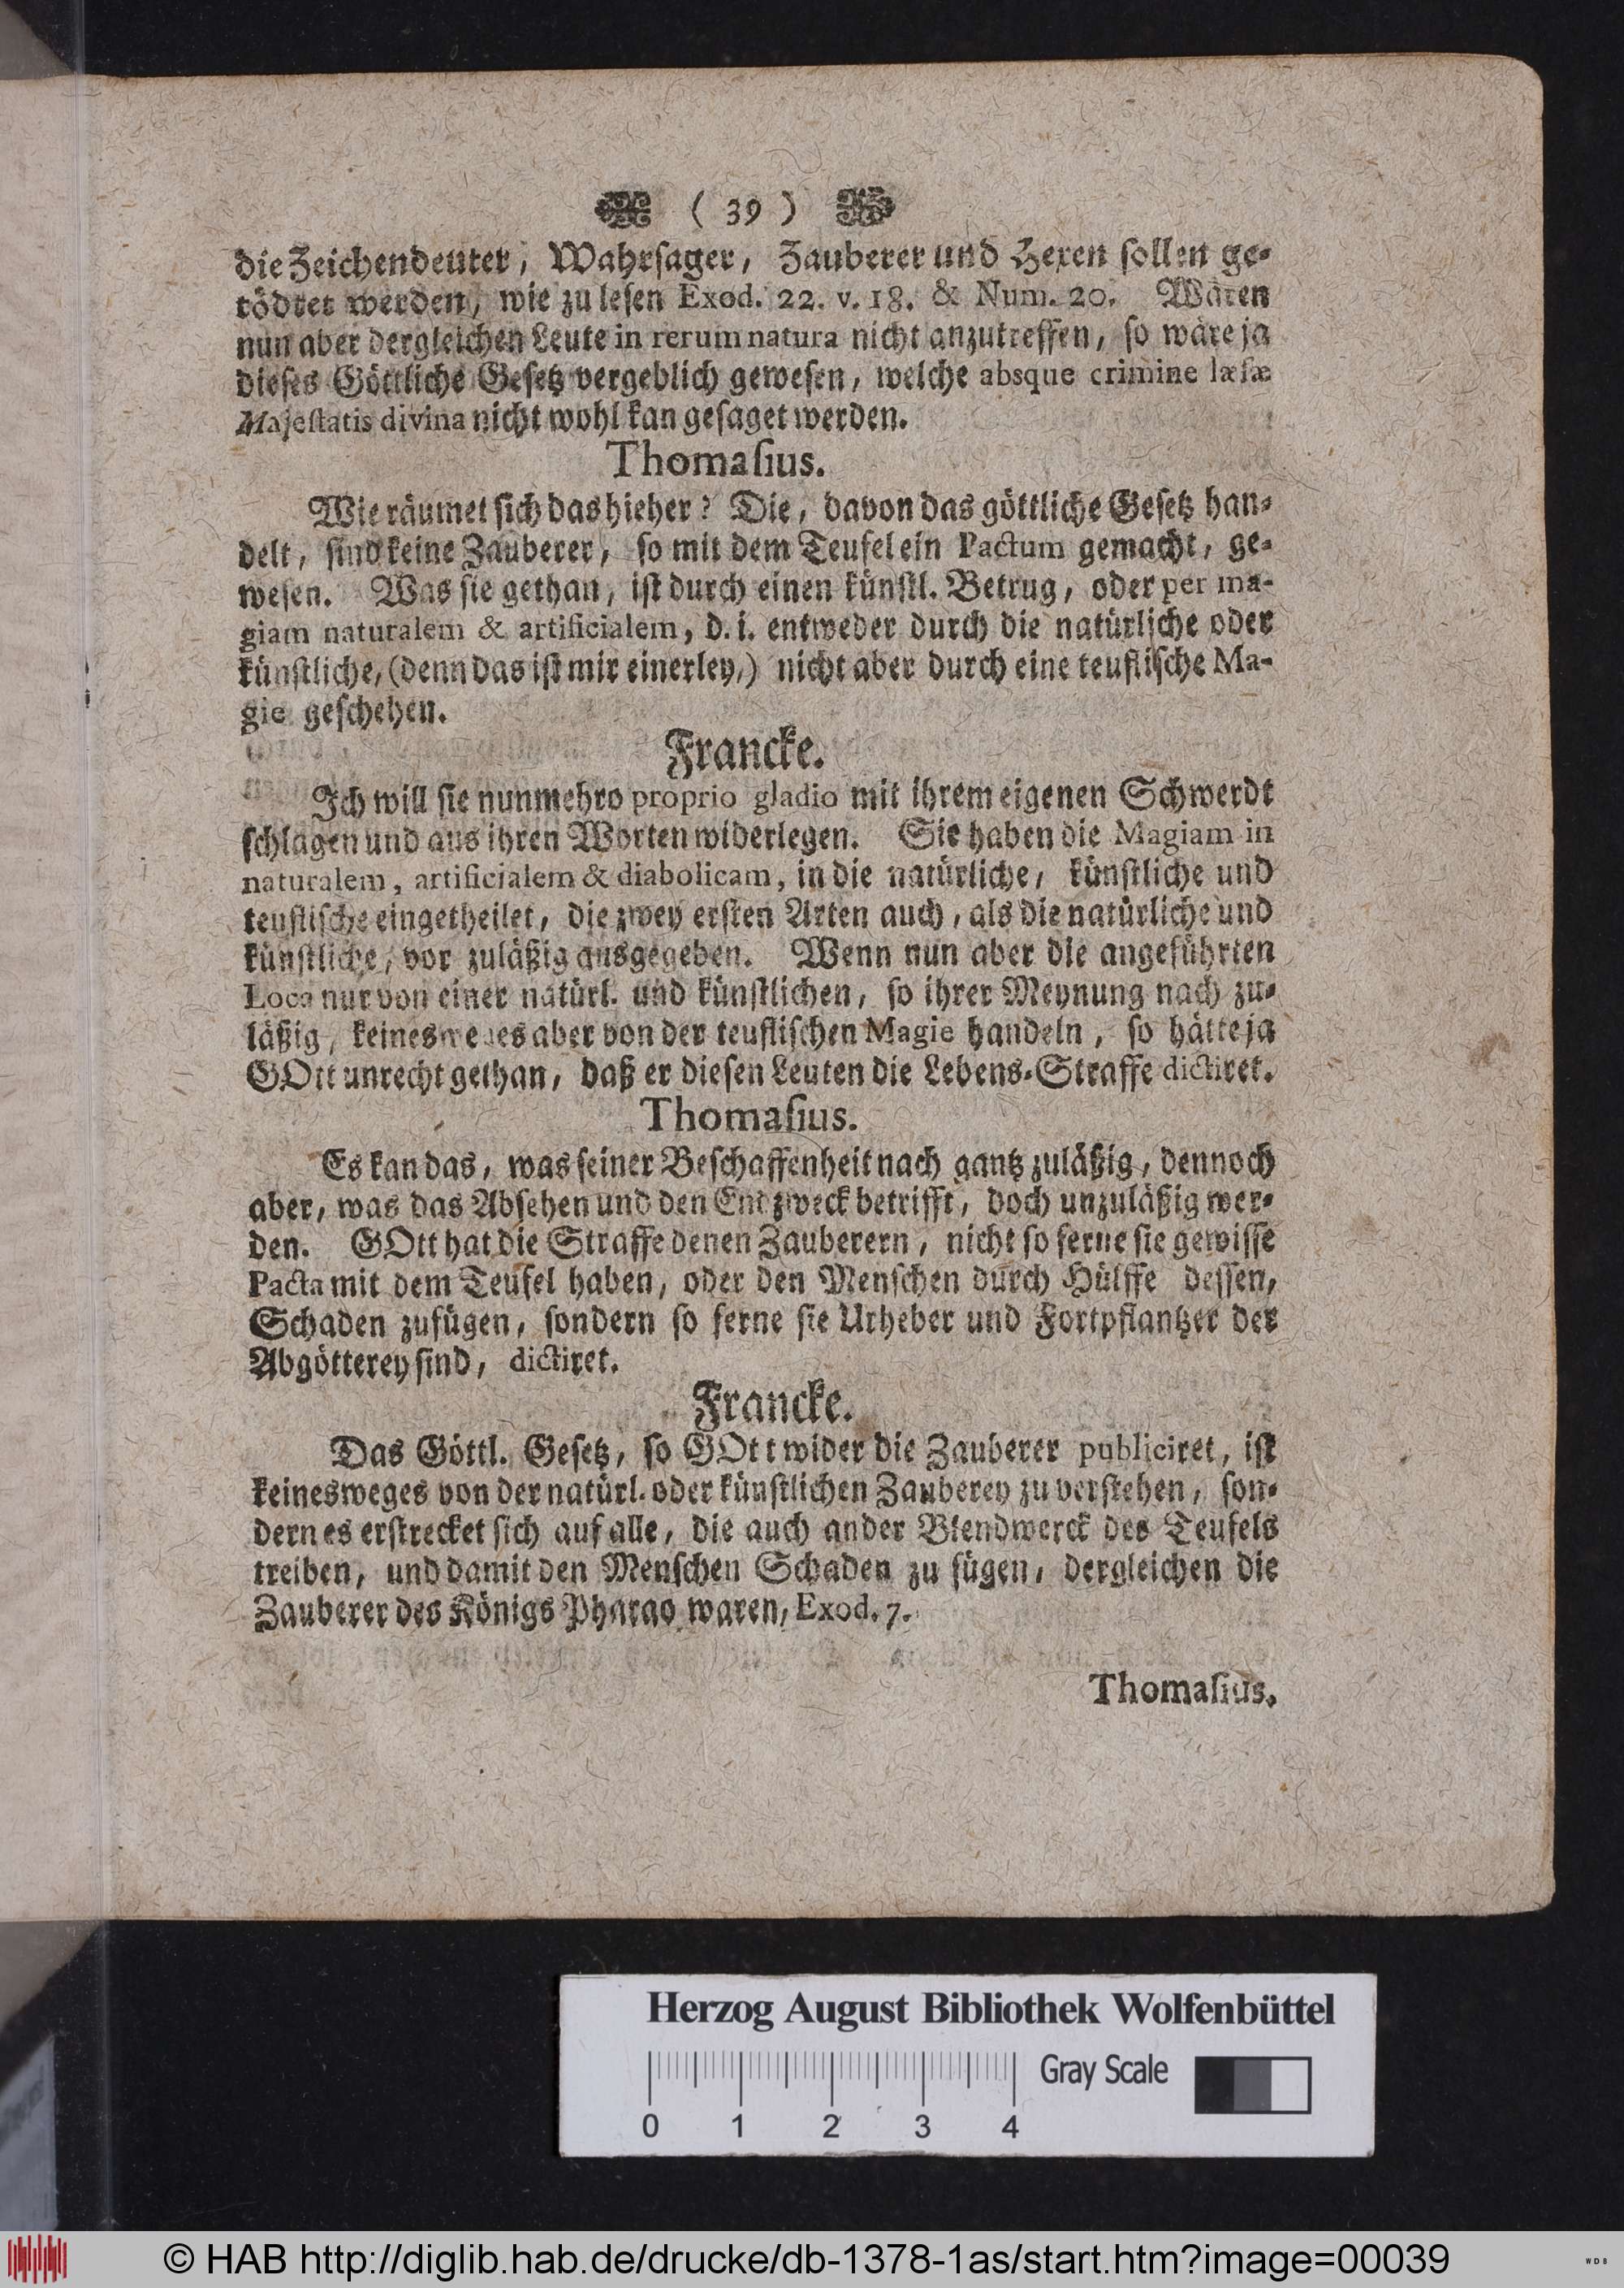 ( 39 )
die Zeichendeuter, Wahrsager, Zauberer und Hexen sollen ge-
tödtet werden, wie zu lesen Exod. 22. v. 18. & Num. 20. Wären
nun aber dergleichen Leute in rerum natura nicht anzutreffen, so wäre ja
dieses Göttliche Gesetz vergeblich gewesen, welche absque crimine læsæ
Majestatis divina nicht wohl kan gesaget werden.
Thomasius.
Wie räumet sich das hieher? Die, davon das göttliche Gesetz han-
delt, sind keine Zauberer, so mit dem Teufel ein Pactum gemacht, ge-
wesen. Was sie gethan, ist durch einen künstl. Betrug, oder per ma-
giam naturalem & artificialem, d. i. entweder durch die natürliche oder
künstliche, (denn das ist mir einerley,) nicht aber durch eine teuflische Ma-
gie geschehen.
Francke.
Ich will sie nunmehro proprio gladio mit ihrem eigenen Schwerdt
schlagen und aus ihren Worten widerlegen. Sie haben die Magiam in
naturalem, artificialem & diabolicam, in die natürliche, künstliche und
teuflische eingetheilet, die zwey ersten Arten auch, als die natürliche und
künstliche, vor zuläßig ausgegeben. Wenn nun aber die angeführten
Loca nur von einer natürl. und künstlichen, so ihrer Meynung nach zu-
läßig, keinesweges aber von der teuflischen Magie handeln, so hätte ja
GOtt unrecht gethan, daß er diesen Leuten die Lebens-Straffe dictiret.
Thomasius.
Es kan das, was seiner Beschaffenheit nach gantz zuläßig, dennoch
aber, was das Absehen und den Endzweck betrifft, doch unzuläßig wer-
den. GOtt hat die Straffe denen Zauberern, nicht so ferne sie gewisse
Pacta mit dem Teufel haben, oder den Menschen durch Hülffe dessen,
Schaden zufügen, sondern so ferne sie Urheber und Fortpflantzer der
Abgötterey sind, dictiret.
Francke.
Das Göttl. Gesetz, so GOtt wider die Zauberer publiciret, ist
keinesweges von der natürl. oder künstlichen Zauberey zu verstehen, son-
dern es erstrecket sich auf alle, die auch ander Blendwerck des Teufels
treiben, und damit den Menschen Schaden zu fügen, dergleichen die
Zauberer des Königs Pharao waren, Exod. 7.
Thomasius.
Herzog August Bibliothek Wolfenbüttel
Gray Scale
0 1 2 3 4
© HAB http://diglib.hab.de/drucke/db-1378-1as/start.htm?image=00039
WDB